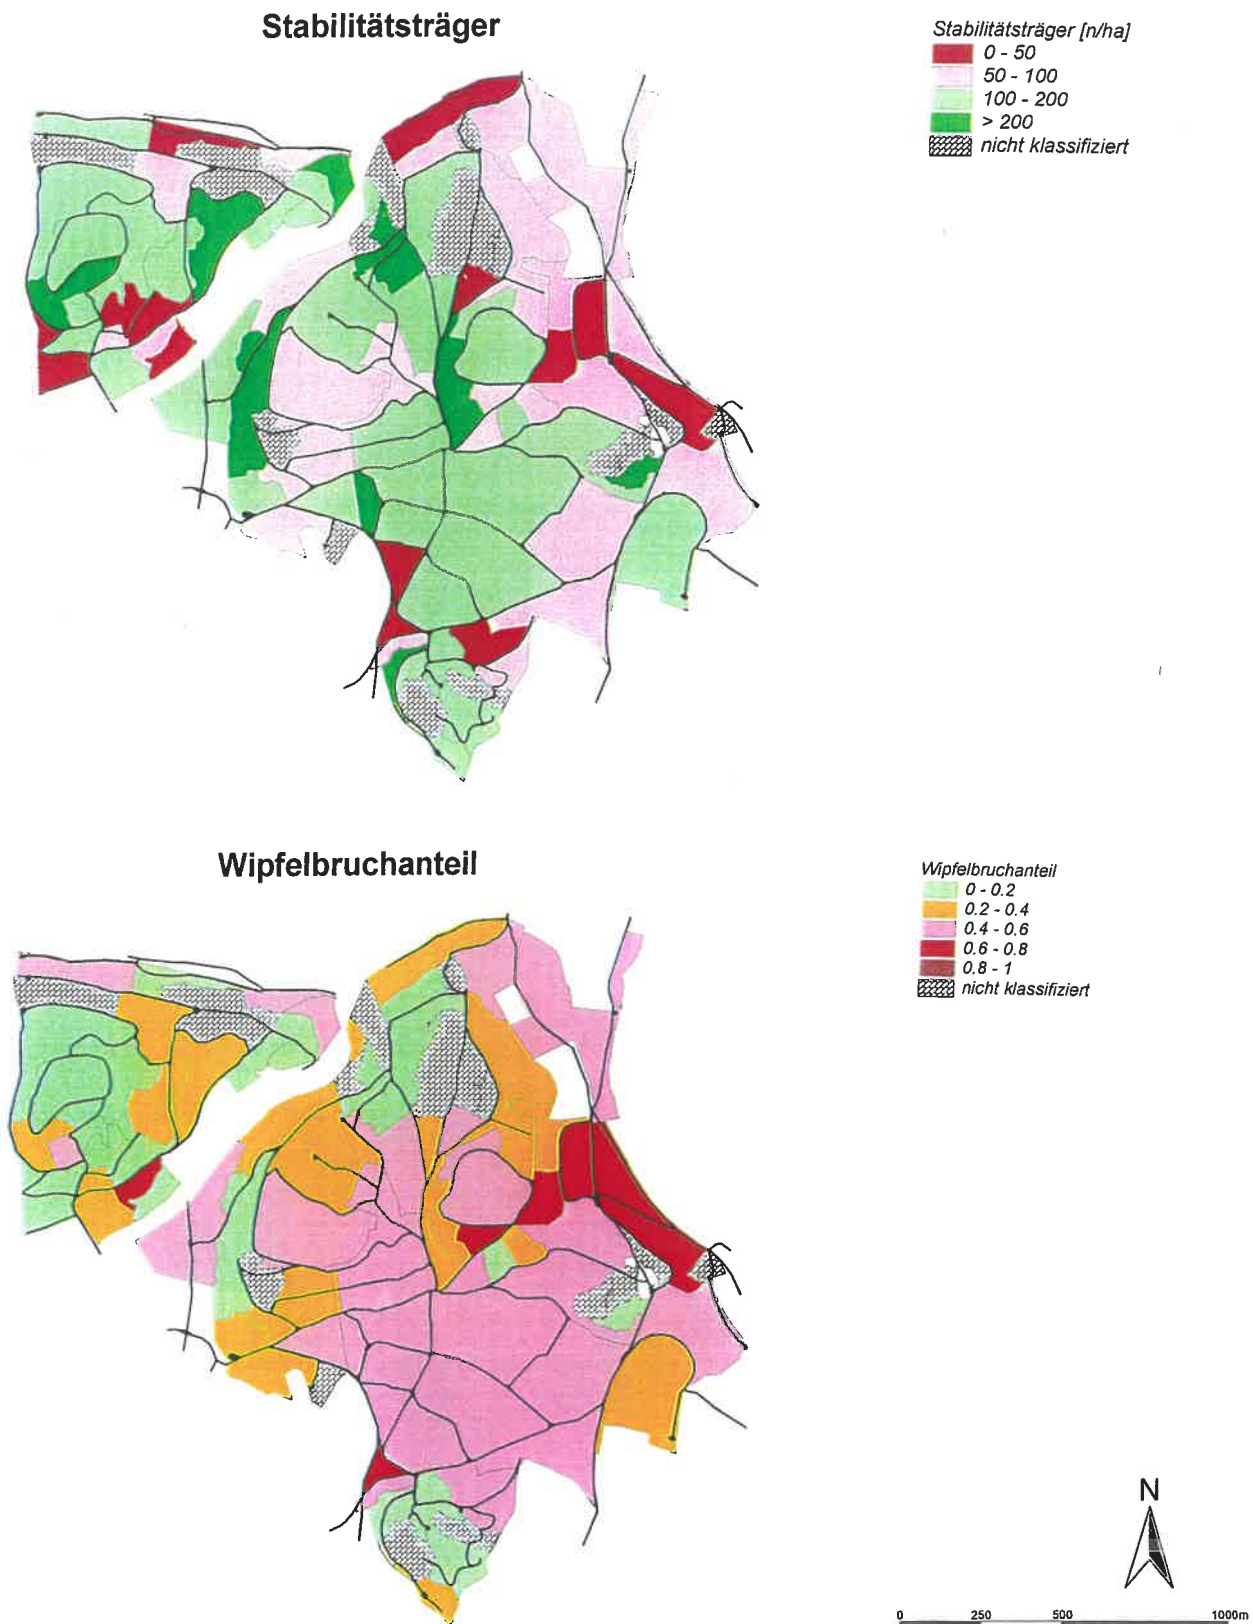 Stabilitätsträger
Stabilitätsträger [n/ha]
0 - 50
50 - 100
100 - 200
> 200
nicht klassifiziert
Wipfelbruchanteil
Wipfelbruchanteil
0 - 0.2
0.2 - 0.4
0.4 - 0.6
0.6 - 0.8
0.8 - 1
nicht klassifiziert
N
0 250 500 1000m